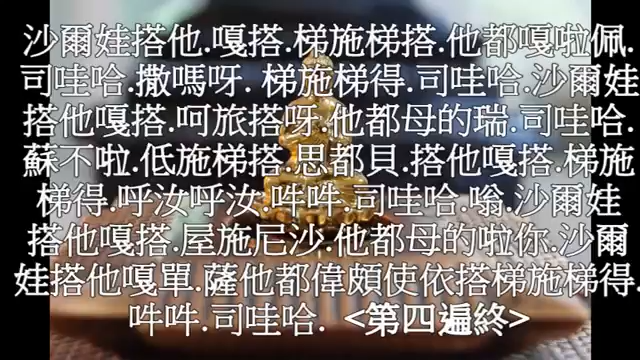 沙爾娃搭他.嘎搭.梯施梯搭.他都嘎啦佩.
司哇哈.撒嗎呀. 梯施梯得.司哇哈.沙爾娃
搭他嘎搭.呵旅搭呀.他都母的瑞.司哇哈.
蘇不啦.低施梯搭.思都貝.搭他嘎搭.梯施
梯得.呼汝呼汝.吽吽.司哇哈.嗡.沙爾娃
搭他嘎搭.屋施尼沙.他都母的啦你.沙爾
娃搭他嘎單.薩他都偉頗使依搭梯施梯得.
吽吽.司哇哈. <第四遍終>